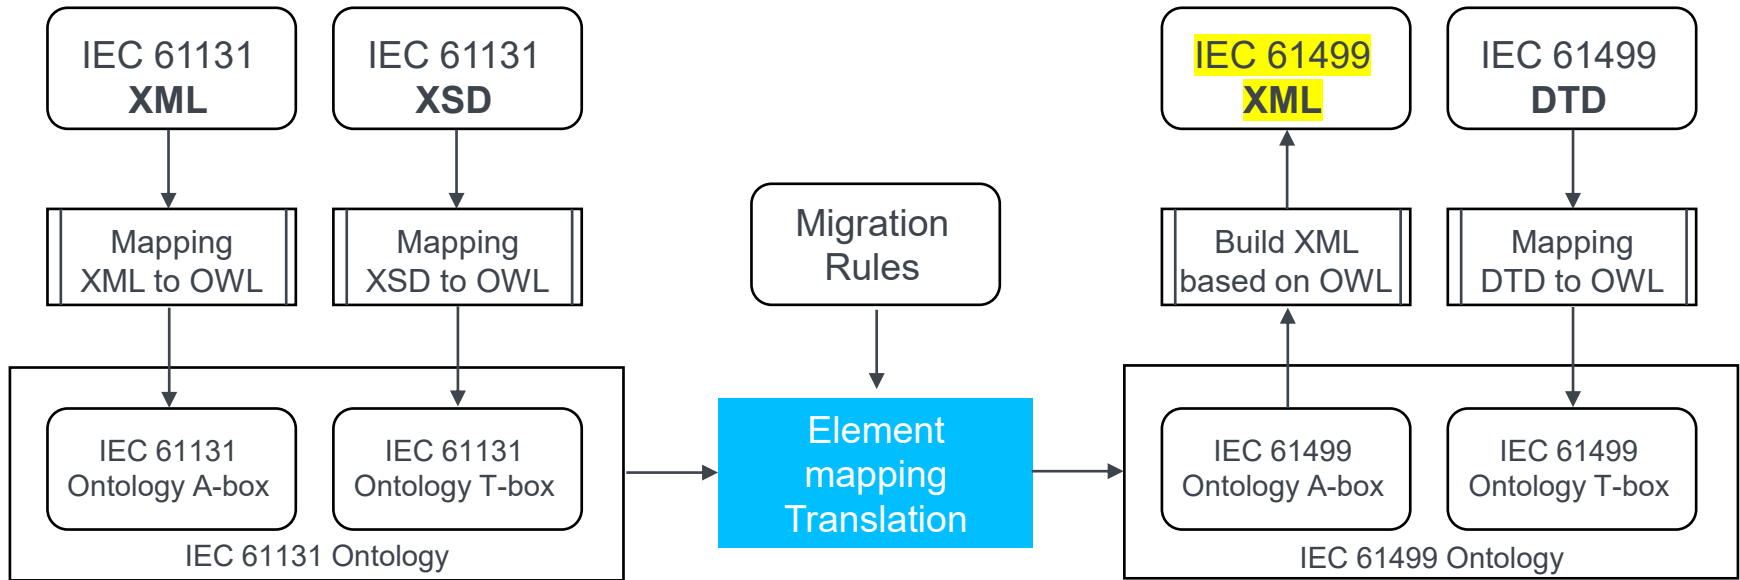 IEC 61131
XML
IEC 61131
XSD
IEC 61499
XML
IEC 61499
DTD
Mapping
XML to OWL
Mapping
XSD to OWL
Migration
Rules
Build XML
based on OWL
Mapping
DTD to OWL
IEC 61131
Ontology A-box
IEC 61131
Ontology T-box
IEC 61131 Ontology
Element
mapping
Translation
IEC 61499
Ontology A-box
IEC 61499
Ontology T-box
IEC 61499 Ontology